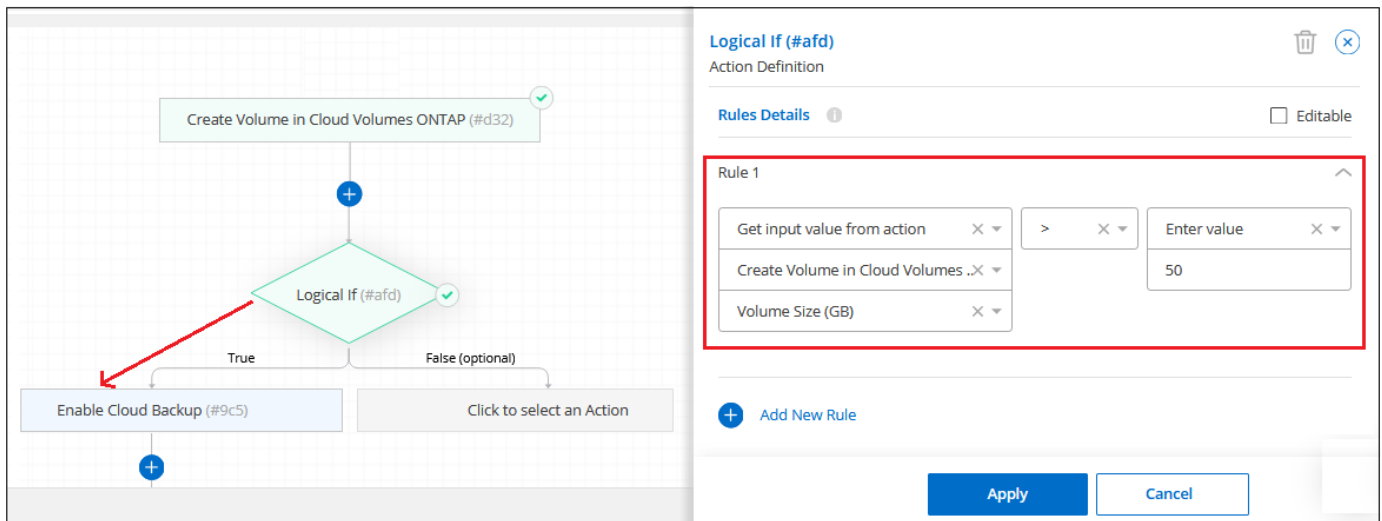 Create Volume in Cloud Volumes ONTAP (#d32)
Logical If (#afd)
True
False (optional)
Enable Cloud Backup (#9c5)
Click to select an Action
Logical If (#afd)
Action Definition
Rules Details
Editable
Rule 1
Get input value from action
>
Enter value
Create Volume in Cloud Volumes ..
50
Volume Size (GB)
Add New Rule
Apply
Cancel